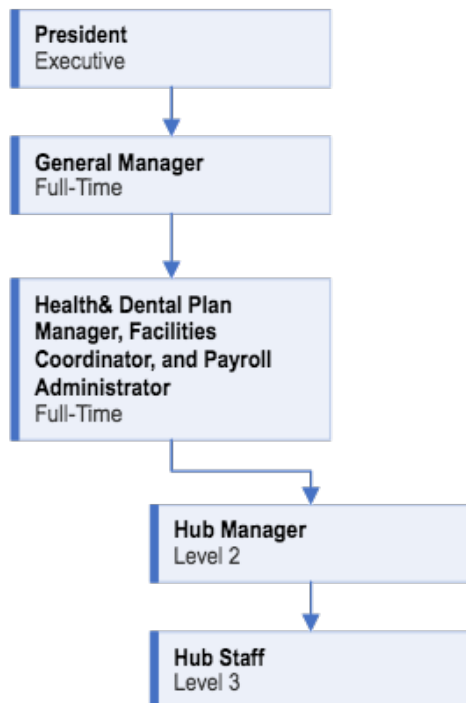 President
Executive
General Manager
Full-Time
Health& Dental Plan
Manager, Facilities
Coordinator, and Payroll
Administrator
Full-Time
Hub Manager
Level 2
Hub Staff
Level 3